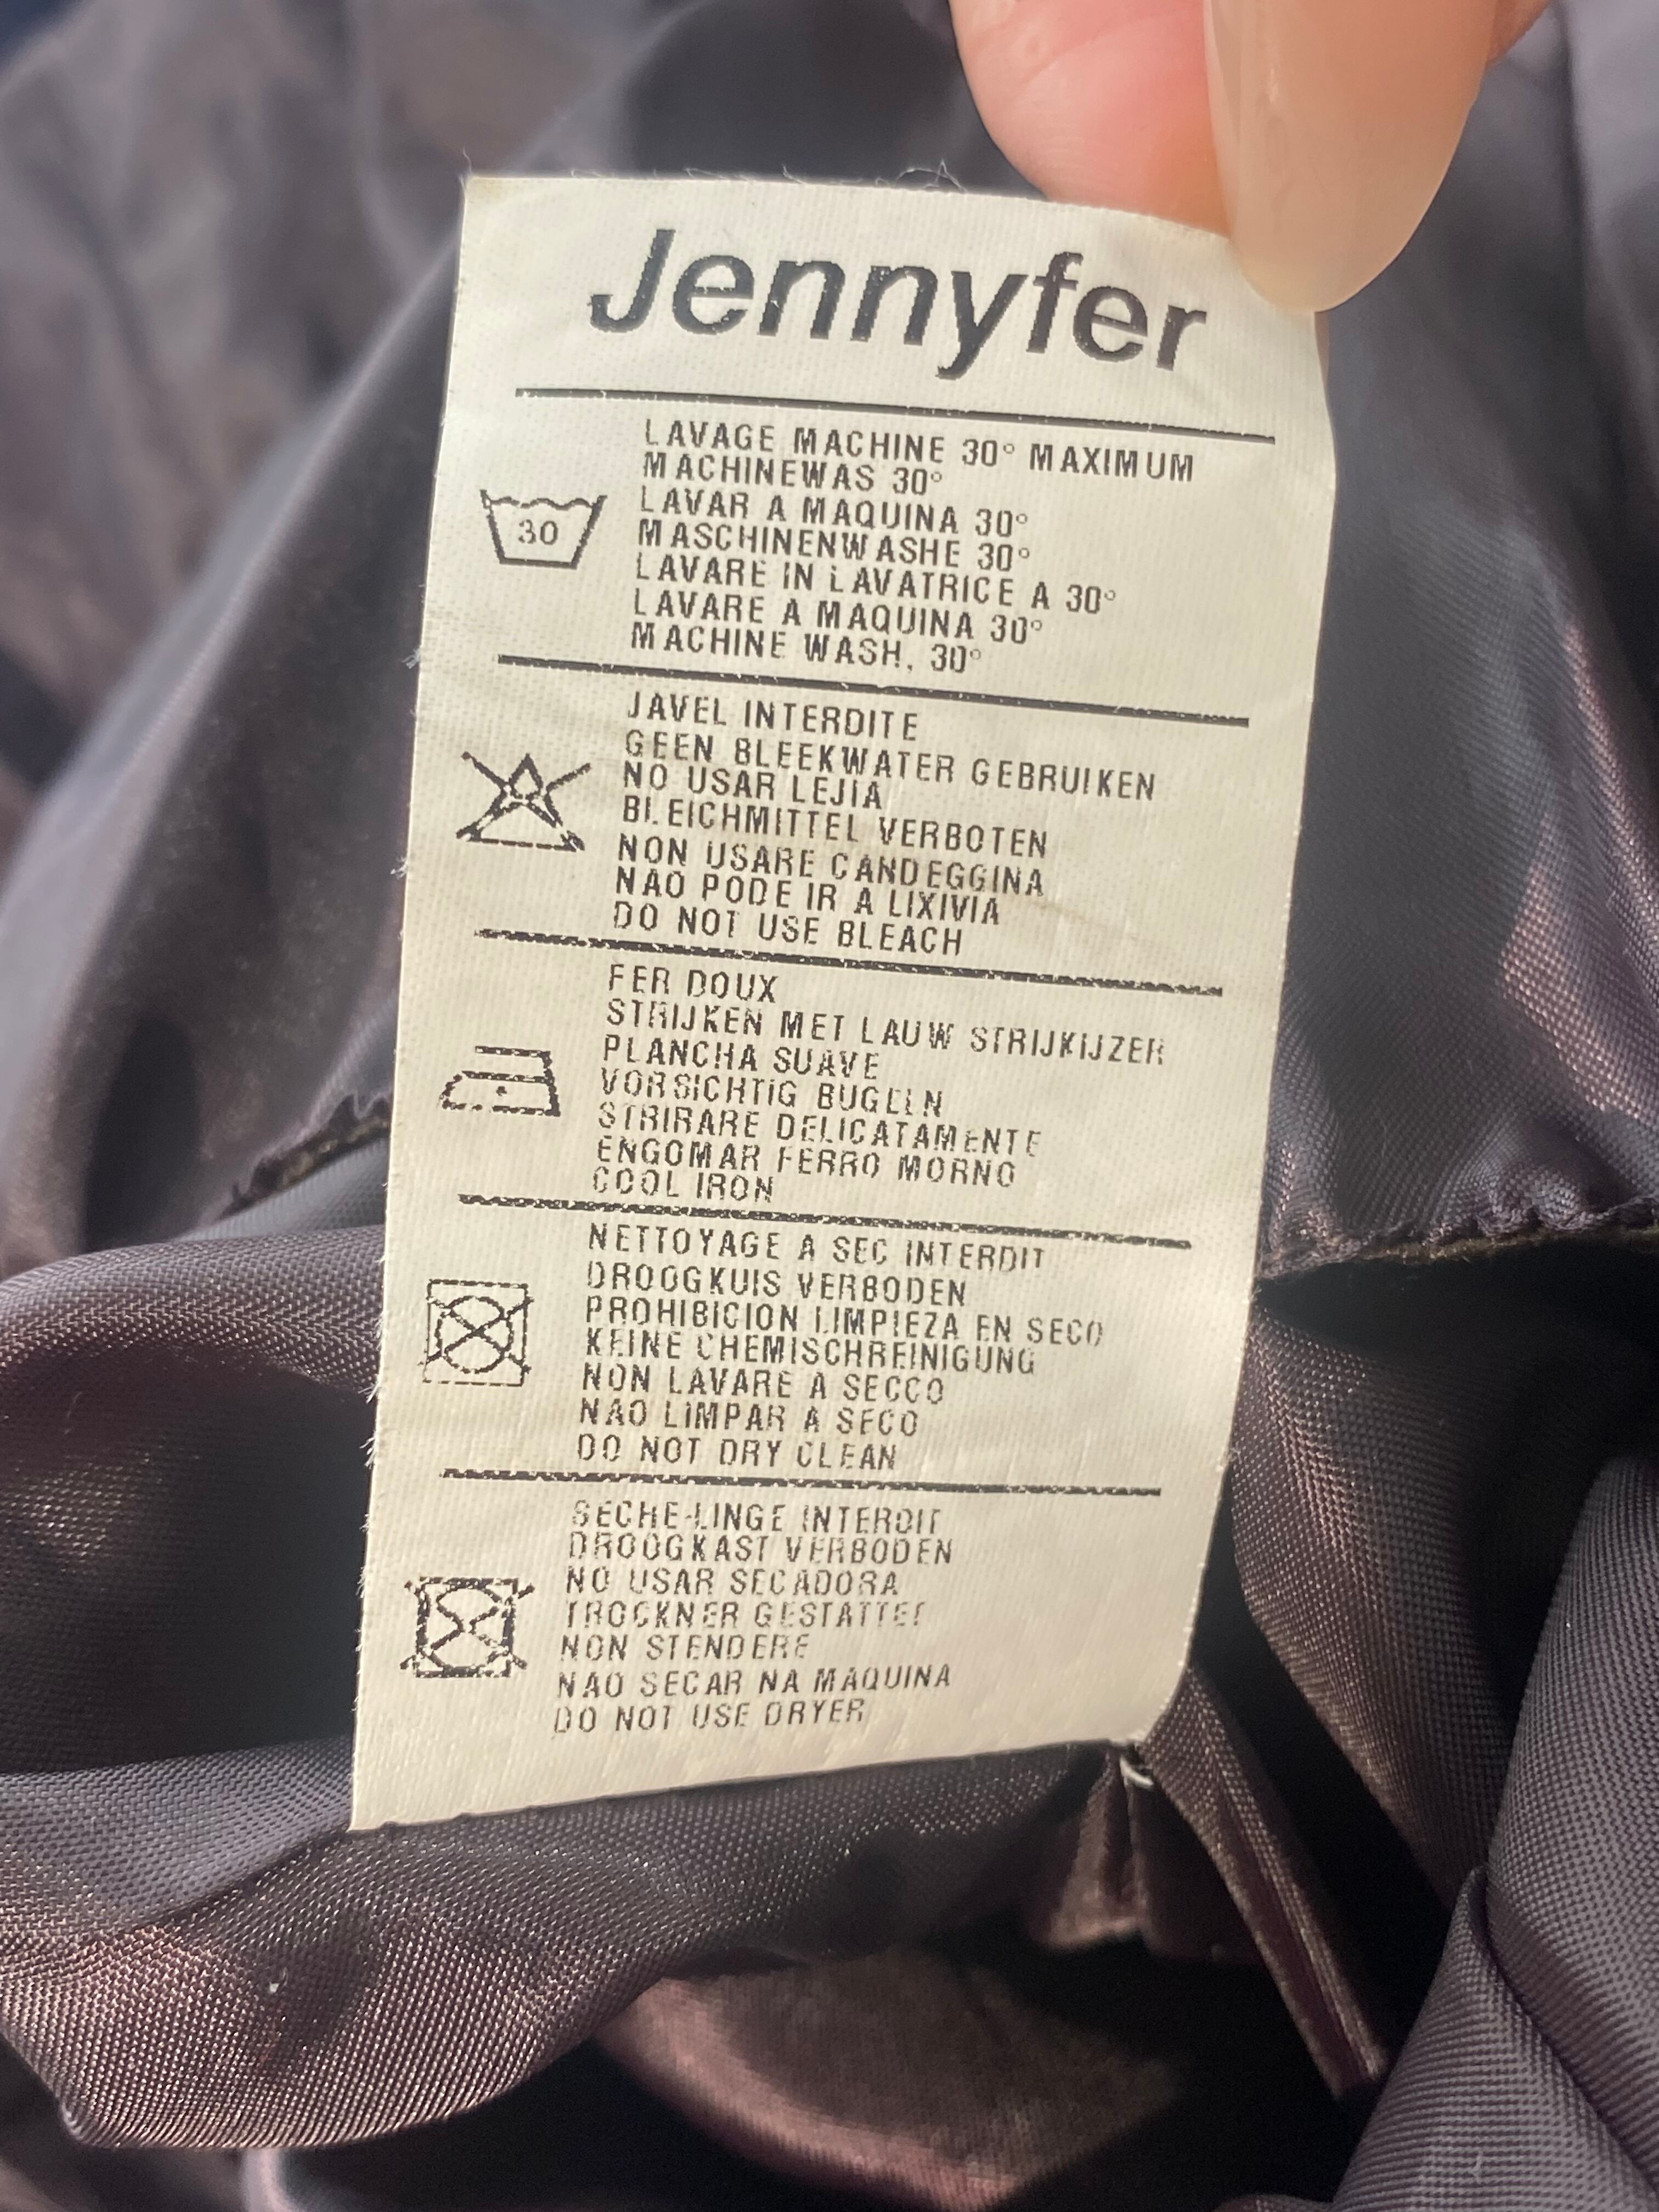 Jennyfer
LAVAGE MACHINE 30° MAXIMUM
MACHINEWAS 30°
LAVAR A MAQUINA 30°
MASCHINENWASHE 30°
LAVARE IN LAVATRICE A 30°
LAVARE A MAQUINA 30°
MACHINE WASH, 30°
30
JAVEL INTERDITE
GEEN BLEEKWATER GEBRUIKEN
NO USAR LEJIA
BLEICHMITTEL VERBOTEN
NON USARE CANDEGGINA
NAO PODE IR A LIXIVIA
DO NOT USE BLEACH
FER DOUX
STRIJKEN MET LAUW STRIJKIJZER
PLANCHA SUAVE
VORSICHTIG BUGELN
STRIRARE DELICATAMENTE
ENGOMAR FERRO MORNO
COOL IRON
NETTOYAGE A SEC INTERDIT
DROOGKUIS VERBODEN
PROHIBICION LIMPIEZA EN SECO
KEINE CHEMISCHREINIGUNG
NON LAVARE A SECCO
NAO LIMPAR A SECO
DO NOT DRY CLEAN
SECHE-LINGE INTERDIT
DROOGKAST VERBODEN
NO USAR SECADORA
TROCKNER GESTATTET
NON STENDERE
NAO SECAR NA MAQUINA
DO NOT USE DRYER